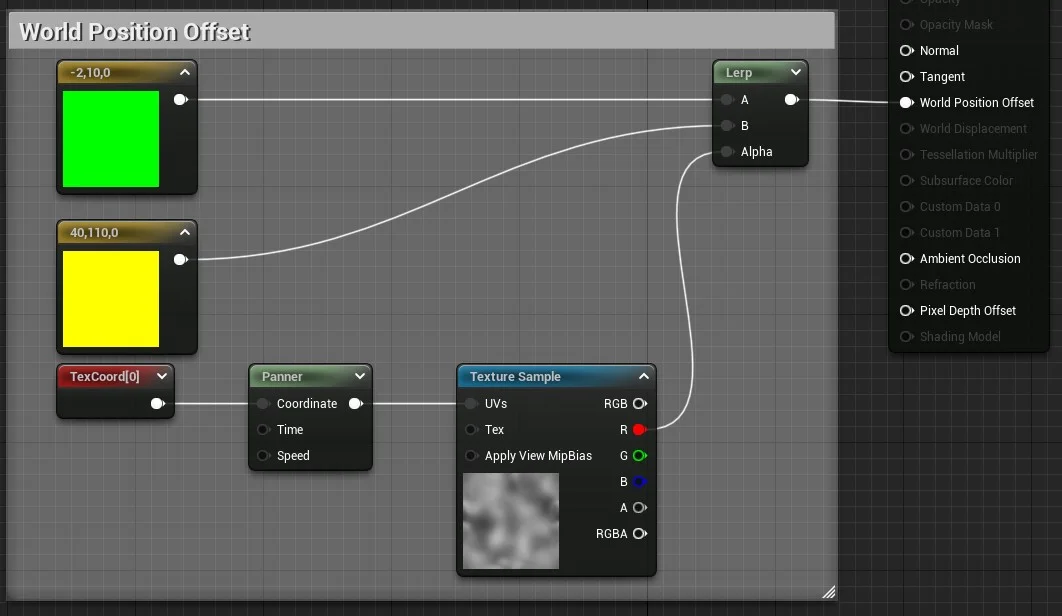 World Position Offset
-2,10,0
40,110,0
TexCoord[0]
Panner
Coordinate
Time
Speed
Texture Sample
UVs
Tex
Apply View MipBias
RGB
R
G
B
A
RGBA
Lerp
A
B
Alpha
Opacity
Opacity Mask
Normal
Tangent
World Position Offset
World Displacement
Tessellation Multiplier
Subsurface Color
Custom Data 0
Custom Data 1
Ambient Occlusion
Refraction
Pixel Depth Offset
Shading Model